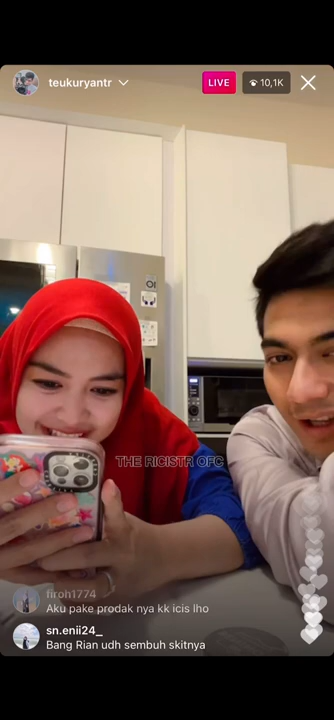 teukuryantr
LIVE
10,1K
THE RICISTR OFC
firoh1774
Aku pake prodak nya kk icis lho
sn.enii24_
Bang Rian udh sembuh skitnya